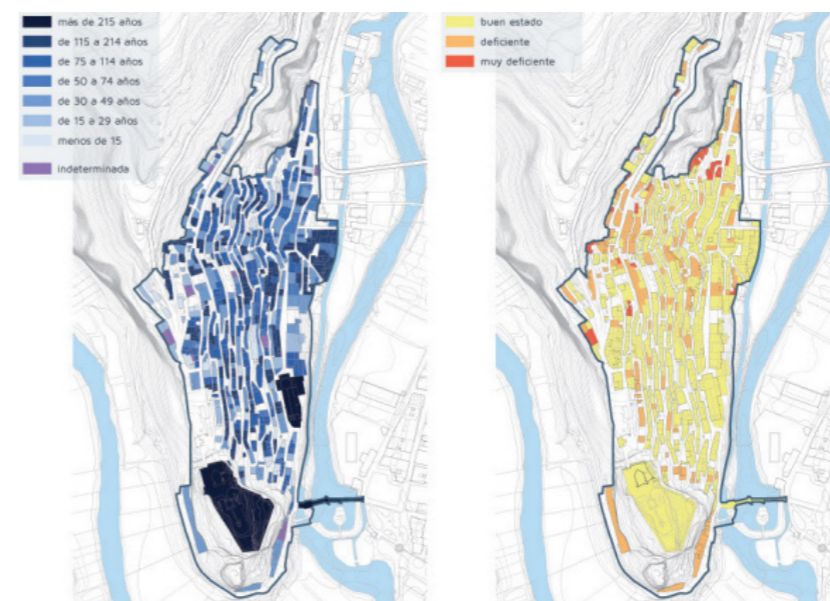 más de 215 años
de 115 a 214 años
de 75 a 114 años
de 50 a 74 años
de 30 a 49 años
de 15 a 29 años
menos de 15
indeterminada
buen estado
deficiente
muy deficiente